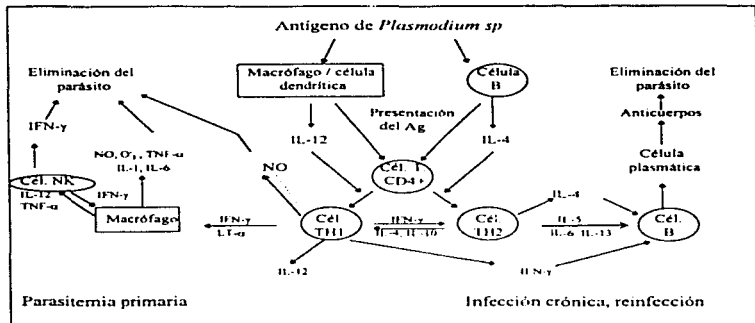 Antígeno de Plasmodium sp
Eliminación del
parásito
Macrófago / célula
dendrítica
Célula
B
Eliminación del
parásito
Presentación
del Ag
Anticuerpos
IFN-γ
IL-12
IL-4
NO, O⁻₃, TNF-α
IL-1, IL-6
NO
Célula
plasmática
Cél. T
CD4+
Cél. NK
IL-12
TNF-α
IFN-γ
Macrófago
IFN-γ
LT-α
Cél
TH1
IFN-γ
IL-4, IL-10
Cél.
TH2
IL-4
IL-5
IL-6 IL-13
Cél.
B
IL-12
IFN-γ
Parasitemia primaria
Infección crónica, reinfección